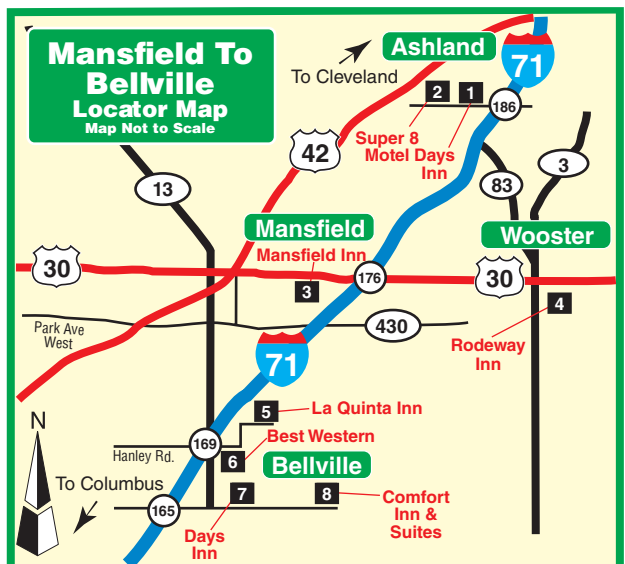 Mansfield To
Bellville
Locator Map
Map Not to Scale
Ashland
To Cleveland
71
2
1
186
Super 8
Motel Days
Inn
42
13
83
3
Mansfield
Mansfield Inn
Wooster
30
3
176
30
4
Park Ave
West
430
Rodeway
Inn
71
N
5
La Quinta Inn
169
Best Western
Hanley Rd.
6
Bellville
To Columbus
7
8
165
Days
Inn
Comfort
Inn &
Suites